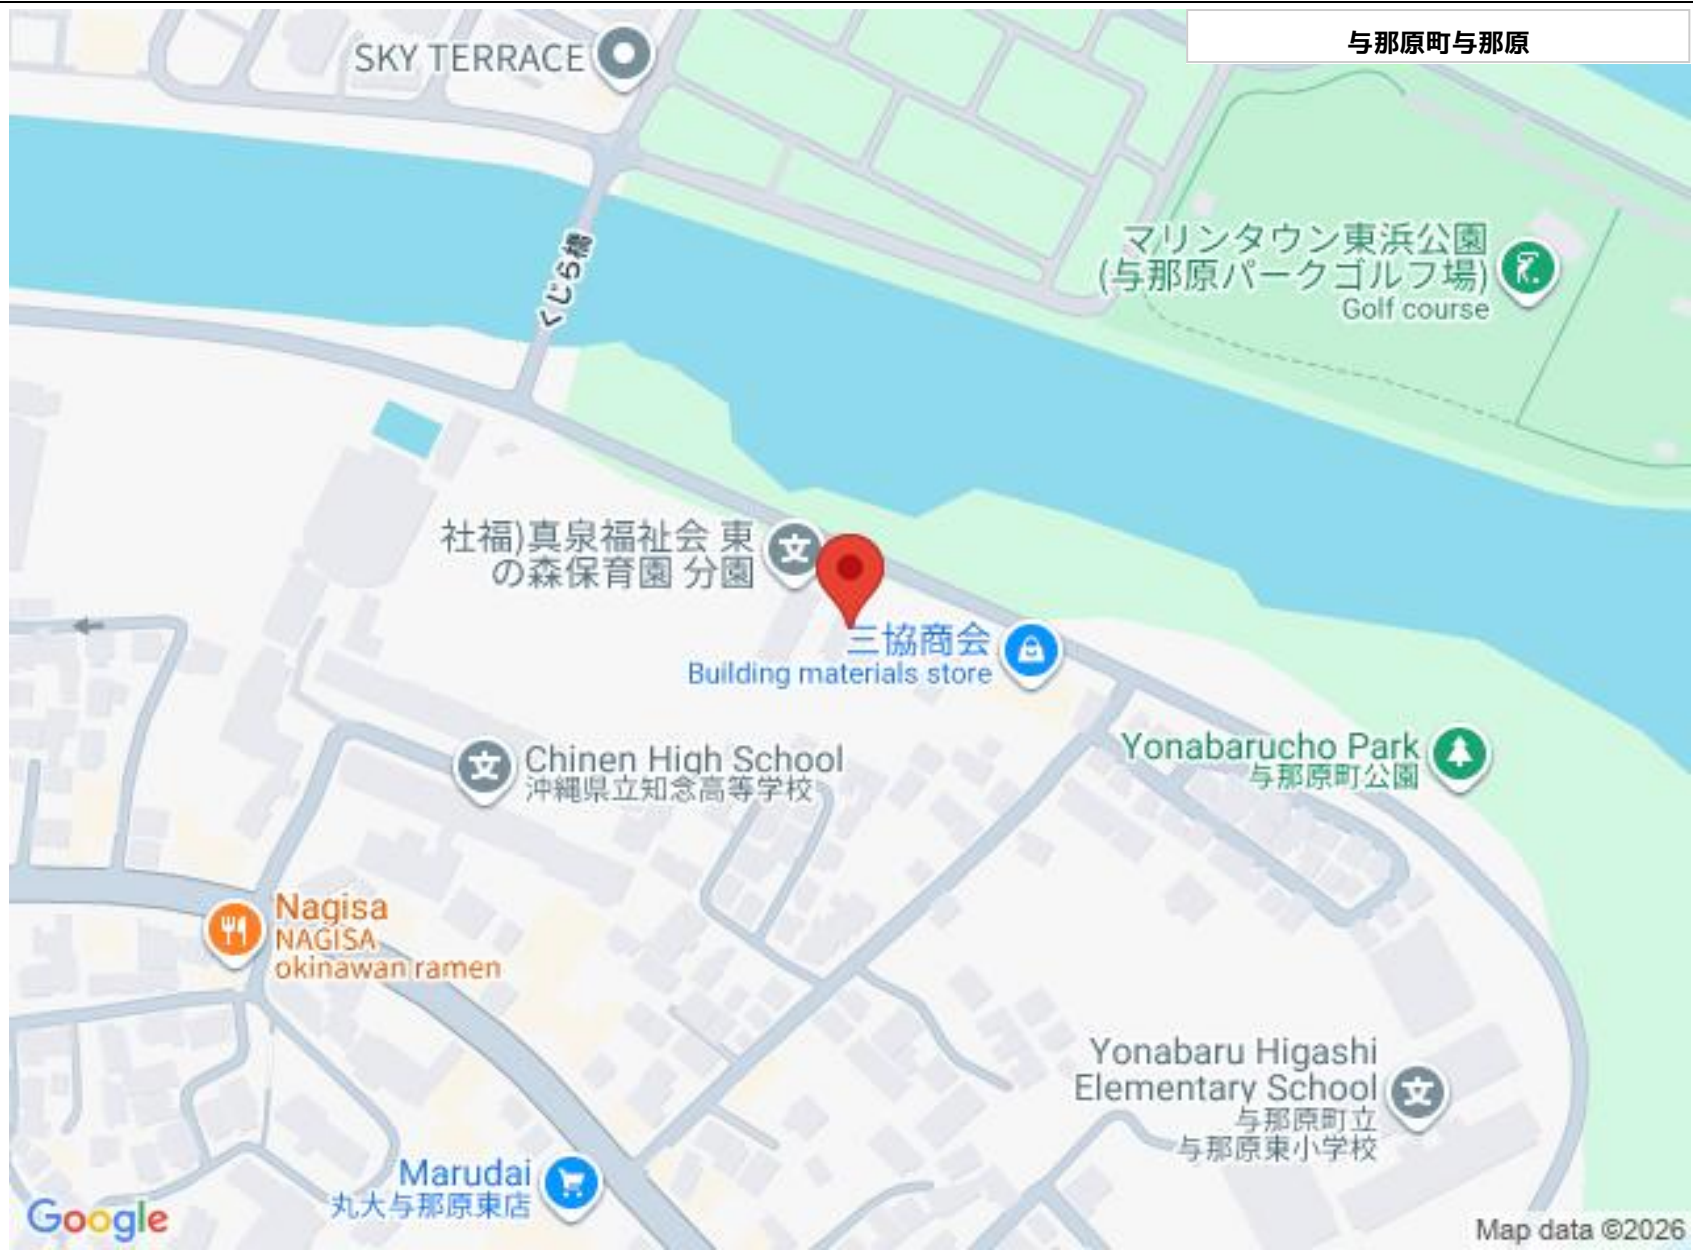 与那原町与那原
SKY TERRACE
くじら橋
マリンタウン東浜公園
(与那原パークゴルフ場)
Golf course
社福)真泉福祉会 東
の森保育園 分園
三協商会
Building materials store
Chinen High School
沖縄県立知念高等学校
Yonabarucho Park
与那原町公園
Nagisa
NAGISA
okinawan ramen
Yonabaru Higashi
Elementary School
与那原町立
与那原東小学校
Marudai
丸大与那原東店
Google
Map data ©2026